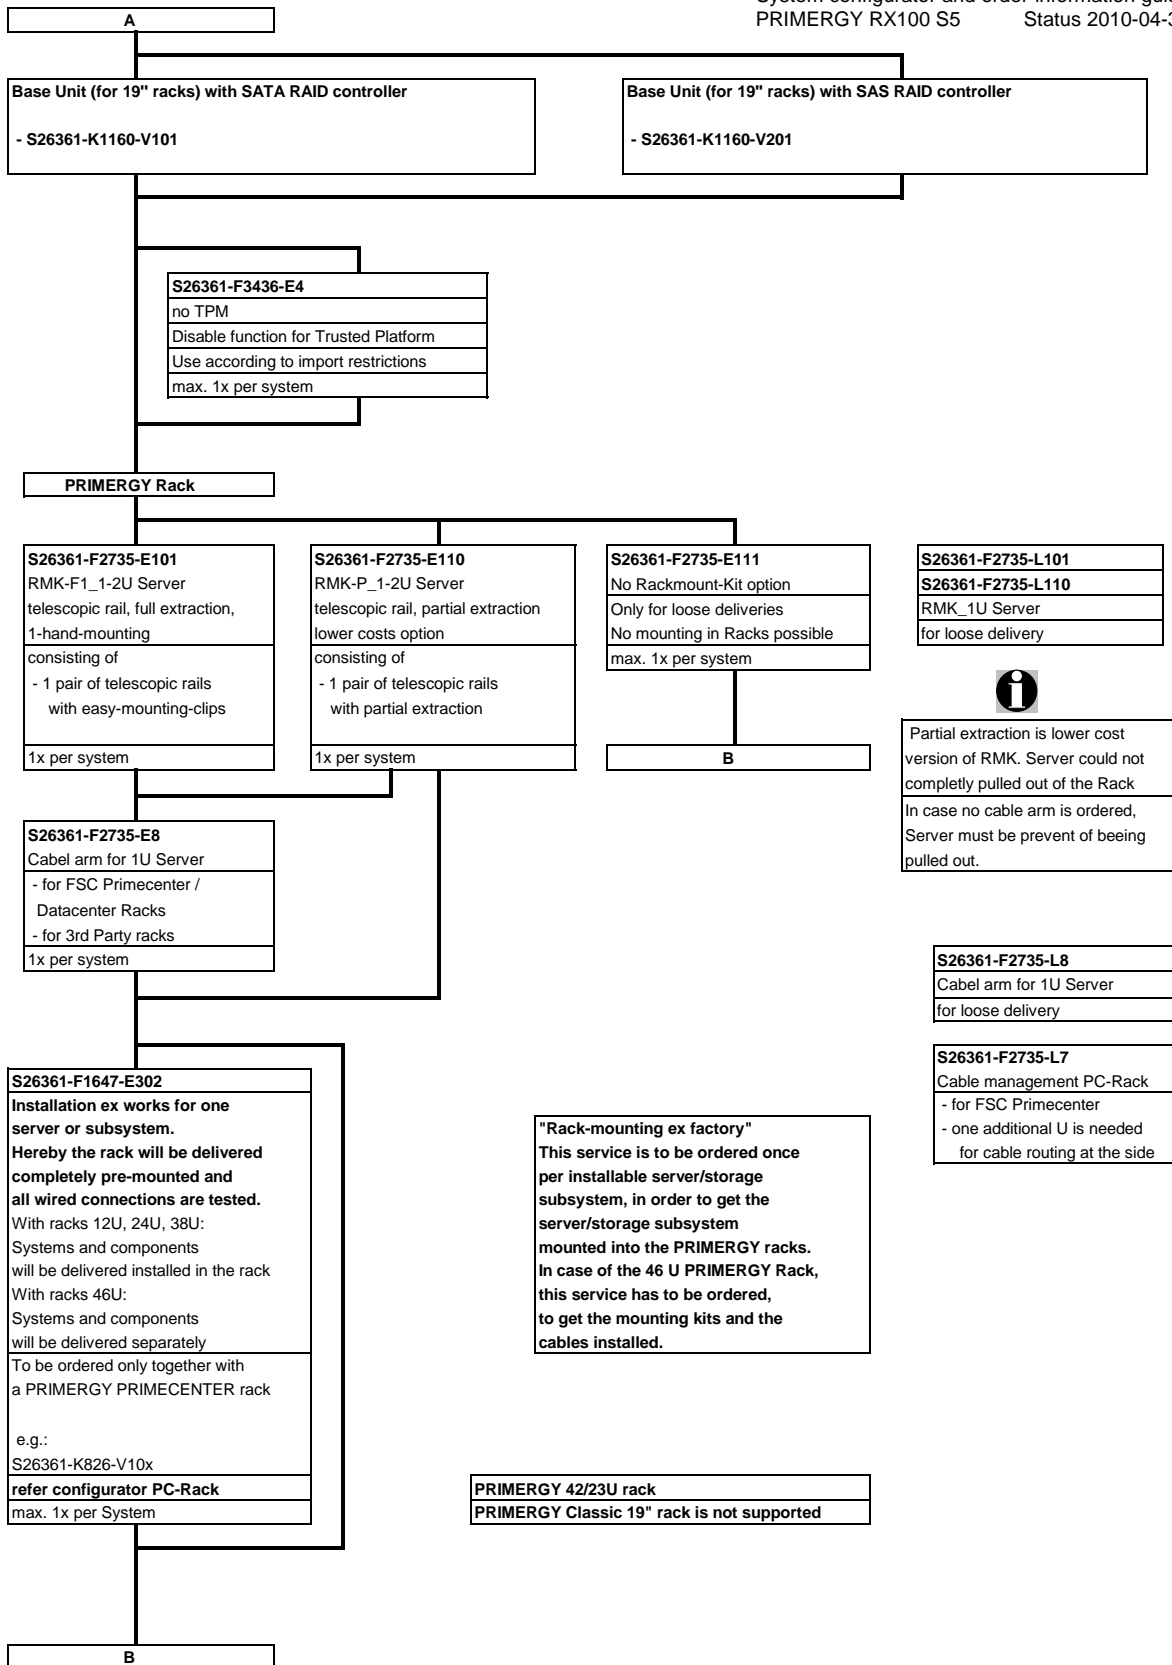 System configurator and order information guid
PRIMERGY RX100 S5 Status 2010-04-3
A
Base Unit (for 19" racks) with SATA RAID controller
- S26361-K1160-V101
Base Unit (for 19" racks) with SAS RAID controller
- S26361-K1160-V201
S26361-F3436-E4
no TPM
Disable function for Trusted Platform
Use according to import restrictions
max. 1x per system
PRIMERGY Rack
S26361-F2735-E101
RMK-F1_1-2U Server
telescopic rail, full extraction,
1-hand-mounting
consisting of
- 1 pair of telescopic rails
with easy-mounting-clips
1x per system
S26361-F2735-E110
RMK-P_1-2U Server
telescopic rail, partial extraction
lower costs option
consisting of
- 1 pair of telescopic rails
with partial extraction
1x per system
S26361-F2735-E111
No Rackmount-Kit option
Only for loose deliveries
No mounting in Racks possible
max. 1x per system
B
S26361-F2735-L101
S26361-F2735-L110
RMK_1U Server
for loose delivery
i
Partial extraction is lower cost
version of RMK. Server could not
completly pulled out of the Rack
In case no cable arm is ordered,
Server must be prevent of beeing
pulled out.
S26361-F2735-E8
Cabel arm for 1U Server
- for FSC Primecenter /
Datacenter Racks
- for 3rd Party racks
1x per system
S26361-F2735-L8
Cabel arm for 1U Server
for loose delivery
S26361-F2735-L7
Cable management PC-Rack
- for FSC Primecenter
- one additional U is needed
for cable routing at the side
S26361-F1647-E302
Installation ex works for one
server or subsystem.
Hereby the rack will be delivered
completely pre-mounted and
all wired connections are tested.
With racks 12U, 24U, 38U:
Systems and components
will be delivered installed in the rack
With racks 46U:
Systems and components
will be delivered separately
To be ordered only together with
a PRIMERGY PRIMECENTER rack
e.g.:
S26361-K826-V10x
refer configurator PC-Rack
max. 1x per System
"Rack-mounting ex factory"
This service is to be ordered once
per installable server/storage
subsystem, in order to get the
server/storage subsystem
mounted into the PRIMERGY racks.
In case of the 46 U PRIMERGY Rack,
this service has to be ordered,
to get the mounting kits and the
cables installed.
PRIMERGY 42/23U rack
PRIMERGY Classic 19" rack is not supported
B